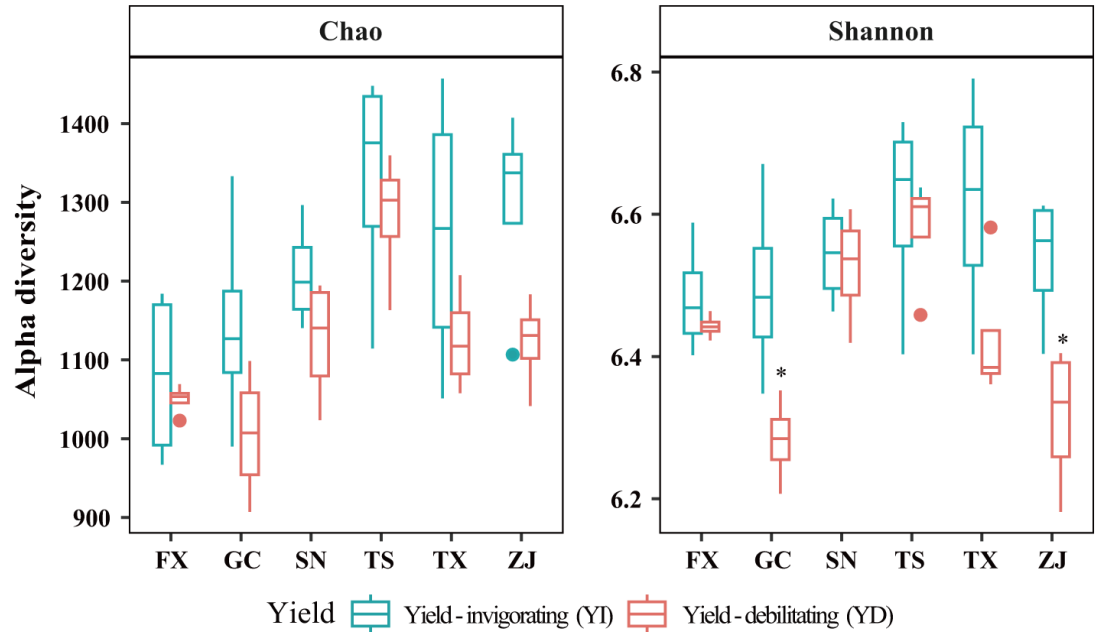 Chao
Shannon
Alpha diversity
1400
1300
1200
1100
1000
900
6.8
6.6
6.4
6.2
*
*
FX GC SN TS TX ZJ
FX GC SN TS TX ZJ
Yield Yield-invigorating (YI) Yield-debilitating (YD)